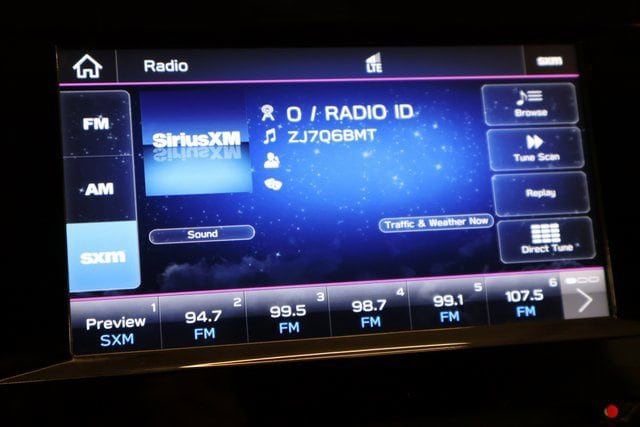 Radio
LTE
sxm
FM
AM
sxm
SiriusXM
0 / RADIO ID
ZJ7Q6BMT
Sound
Traffic & Weather Now
Browse
Tune Scan
Replay
Direct Tune
Preview 1
SXM
94.7 2
FM
99.5 3
FM
98.7 4
FM
99.1 5
FM
107.5 6
FM